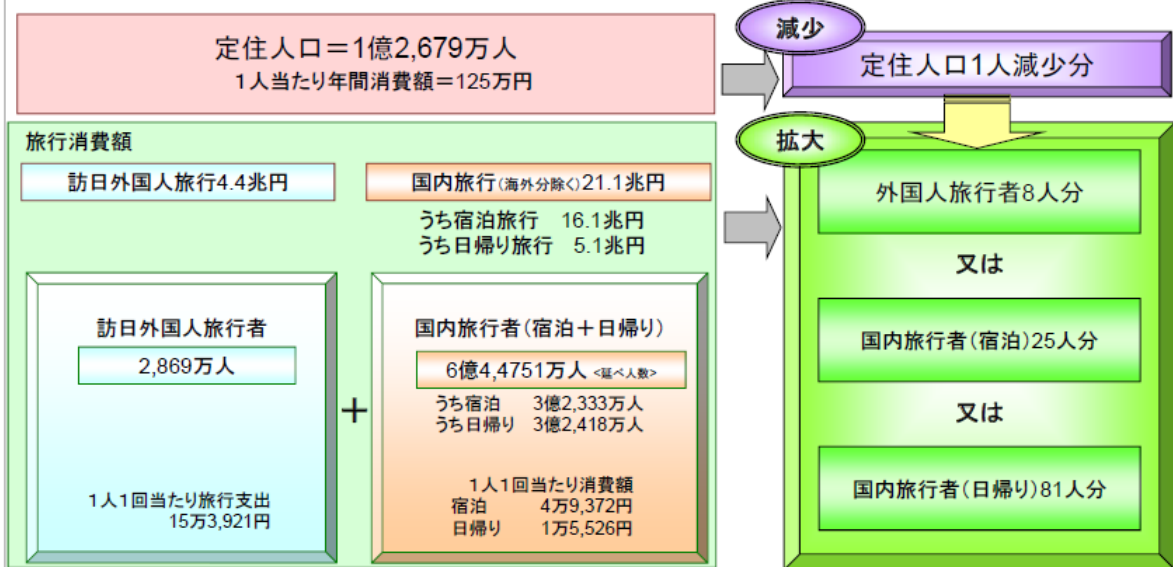 定住人口=1億2,679万人
1人当たり年間消費額=125万円
減少
定住人口1人減少分
旅行消費額
訪日外国人旅行4.4兆円
国内旅行(海外分除く)21.1兆円
うち宿泊旅行 16.1兆円
うち日帰り旅行 5.1兆円
訪日外国人旅行者
2,869万人
+
国内旅行者(宿泊+日帰り)
6億4,4751万人 <延べ人数>
うち宿泊 3億2,333万人
うち日帰り 3億2,418万人
1人1回当たり旅行支出
15万3,921円
1人1回当たり消費額
宿泊 4万9,372円
日帰り 1万5,526円
拡大
外国人旅行者8人分
又は
国内旅行者(宿泊)25人分
又は
国内旅行者(日帰り)81人分